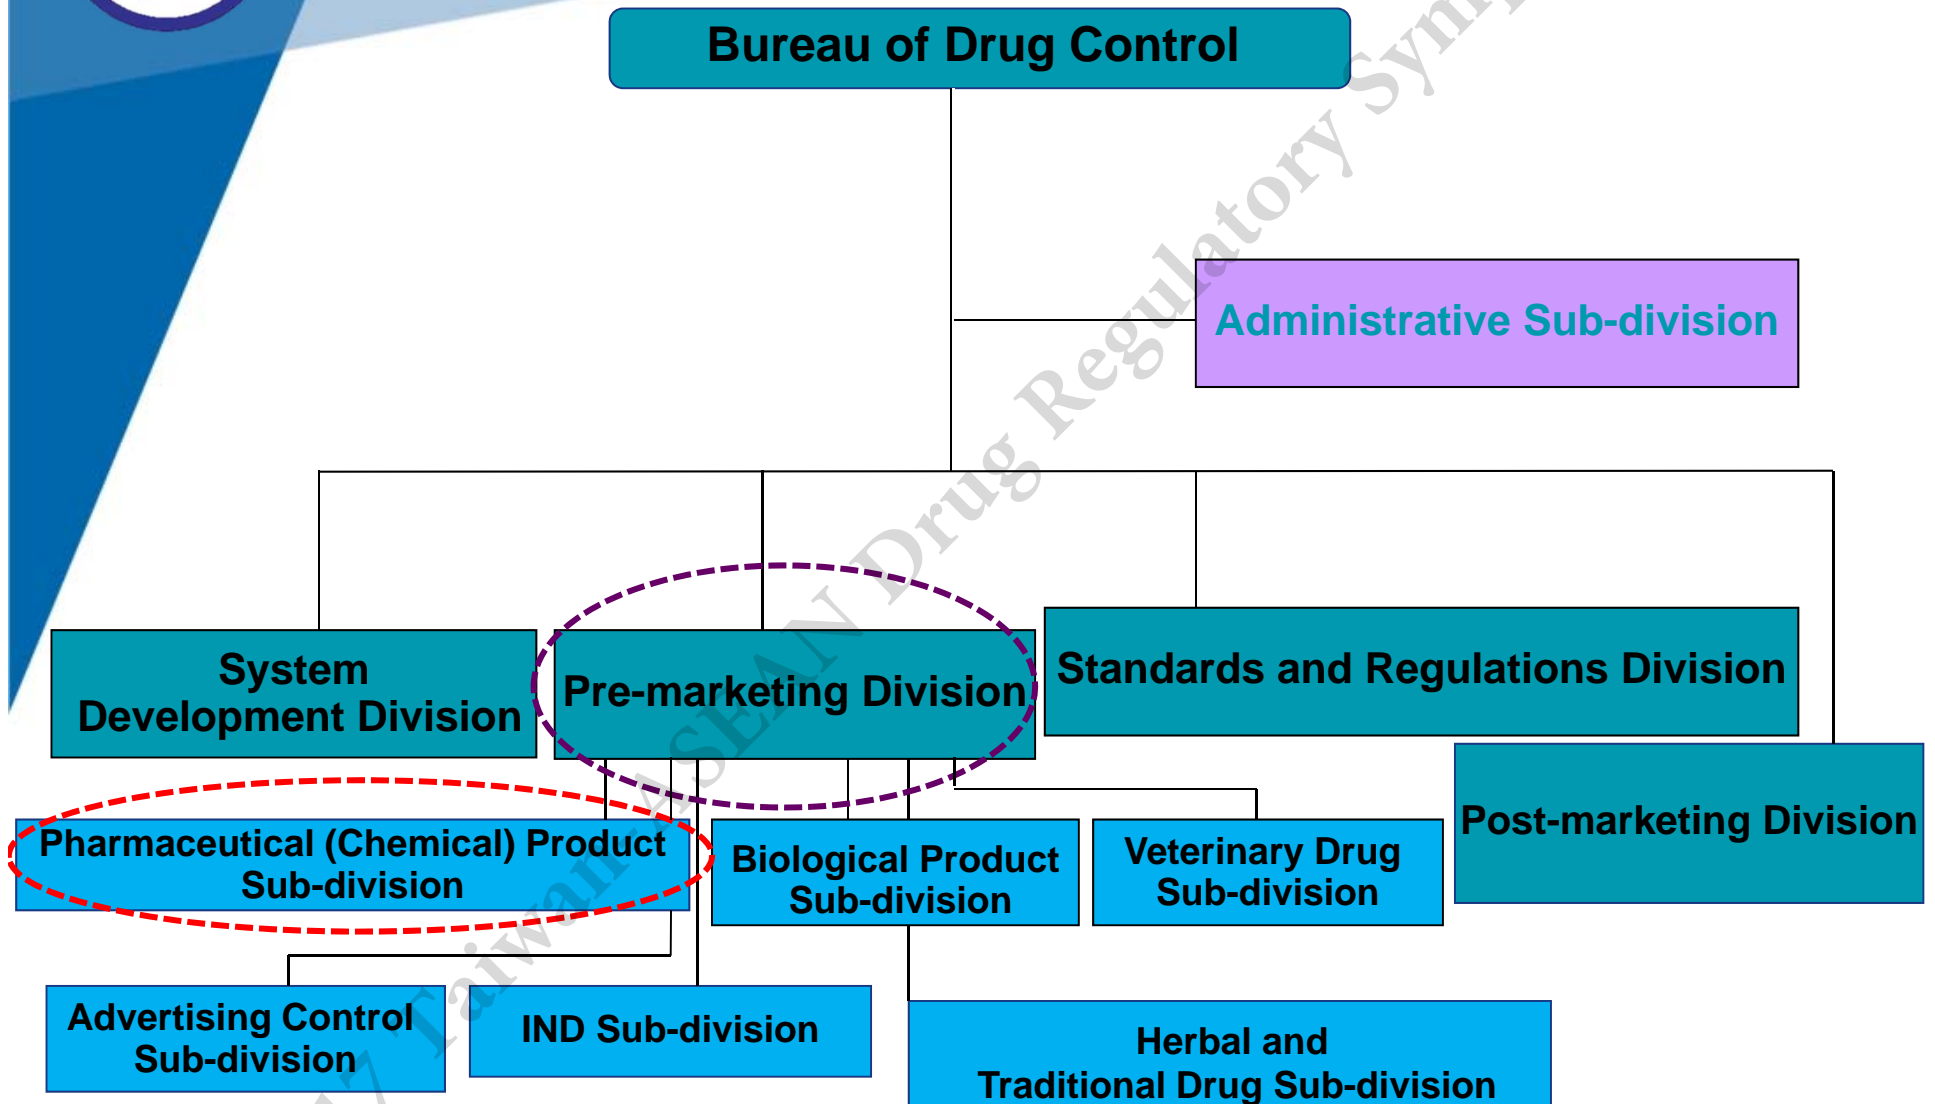 Bureau of Drug Control
Administrative Sub-division
System
Development Division
Pre-marketing Division
Standards and Regulations Division
Post-marketing Division
Pharmaceutical (Chemical) Product
Sub-division
Biological Product
Sub-division
Veterinary Drug
Sub-division
Advertising Control
Sub-division
IND Sub-division
Herbal and
Traditional Drug Sub-division
7 Taiwan-ASEAN Drug Regulatory